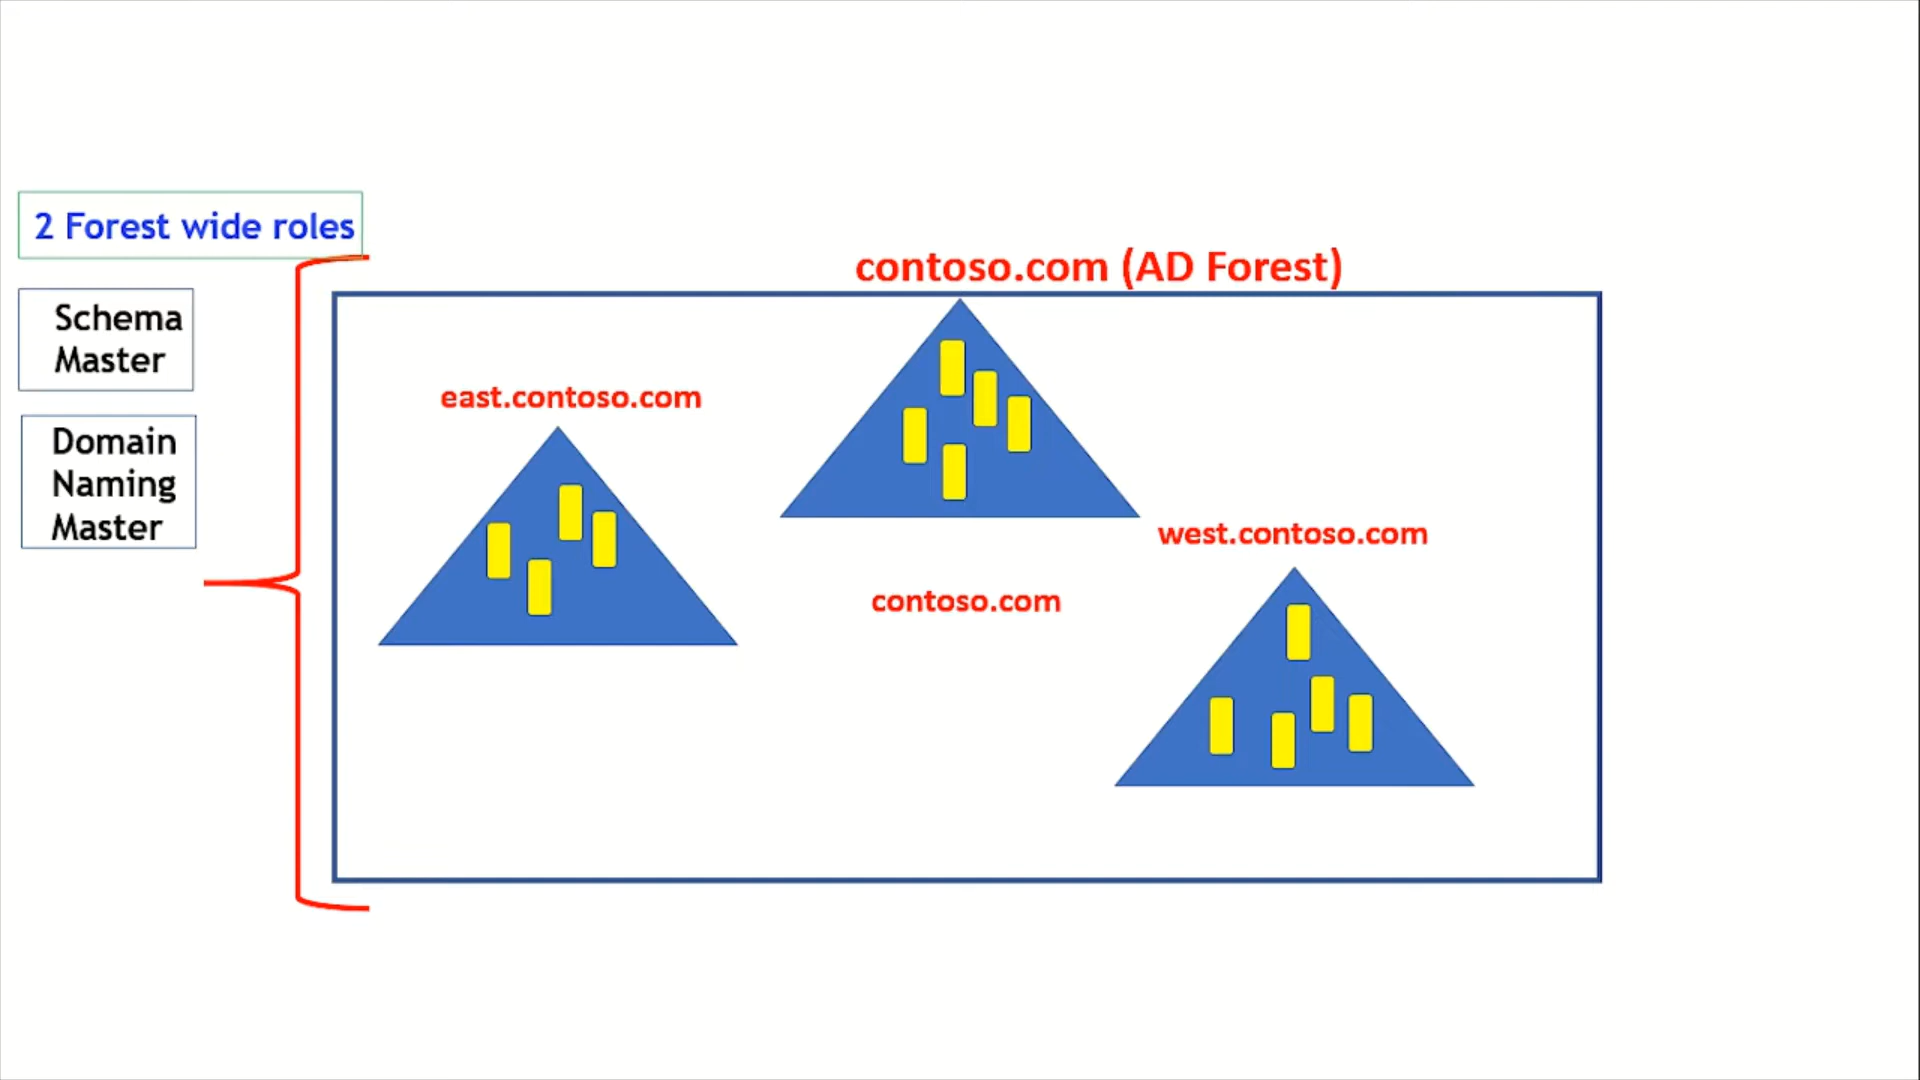 2 Forest wide roles
Schema
Master
Domain
Naming
Master
contoso.com (AD Forest)
east.contoso.com
west.contoso.com
contoso.com